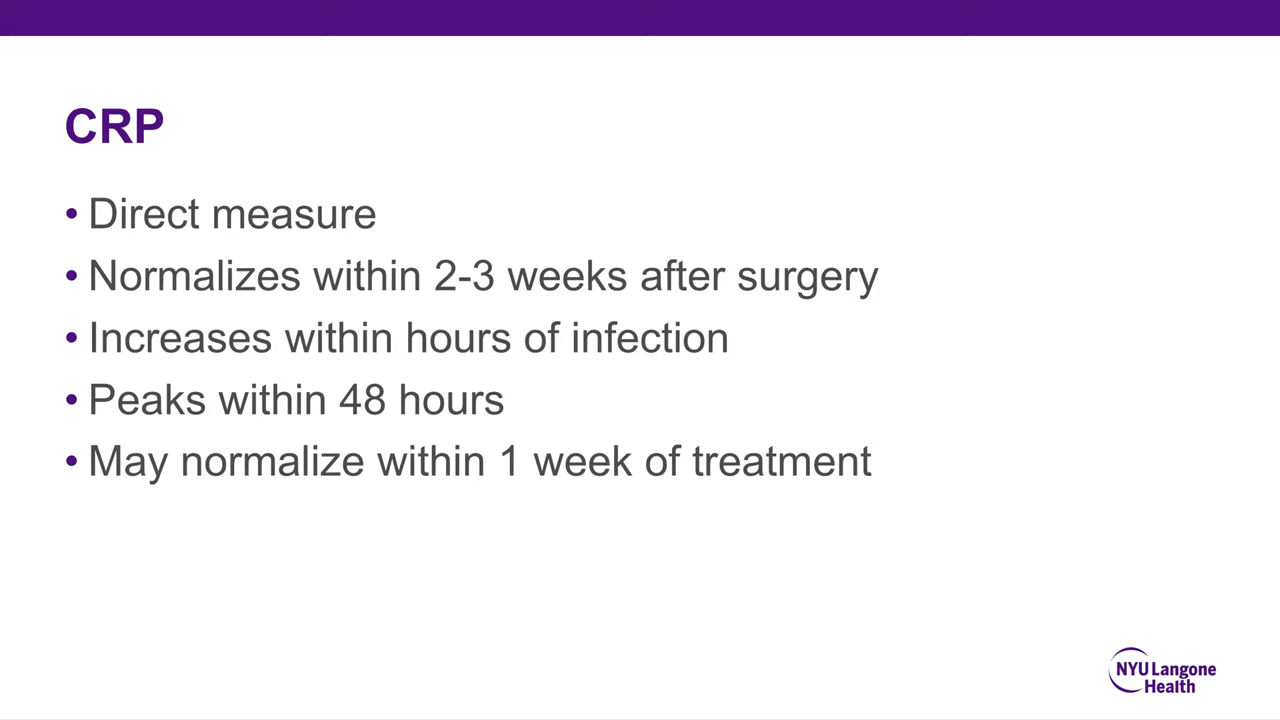 CRP
• Direct measure
• Normalizes within 2-3 weeks after surgery
• Increases within hours of infection
• Peaks within 48 hours
• May normalize within 1 week of treatment
NYU Langone
Health